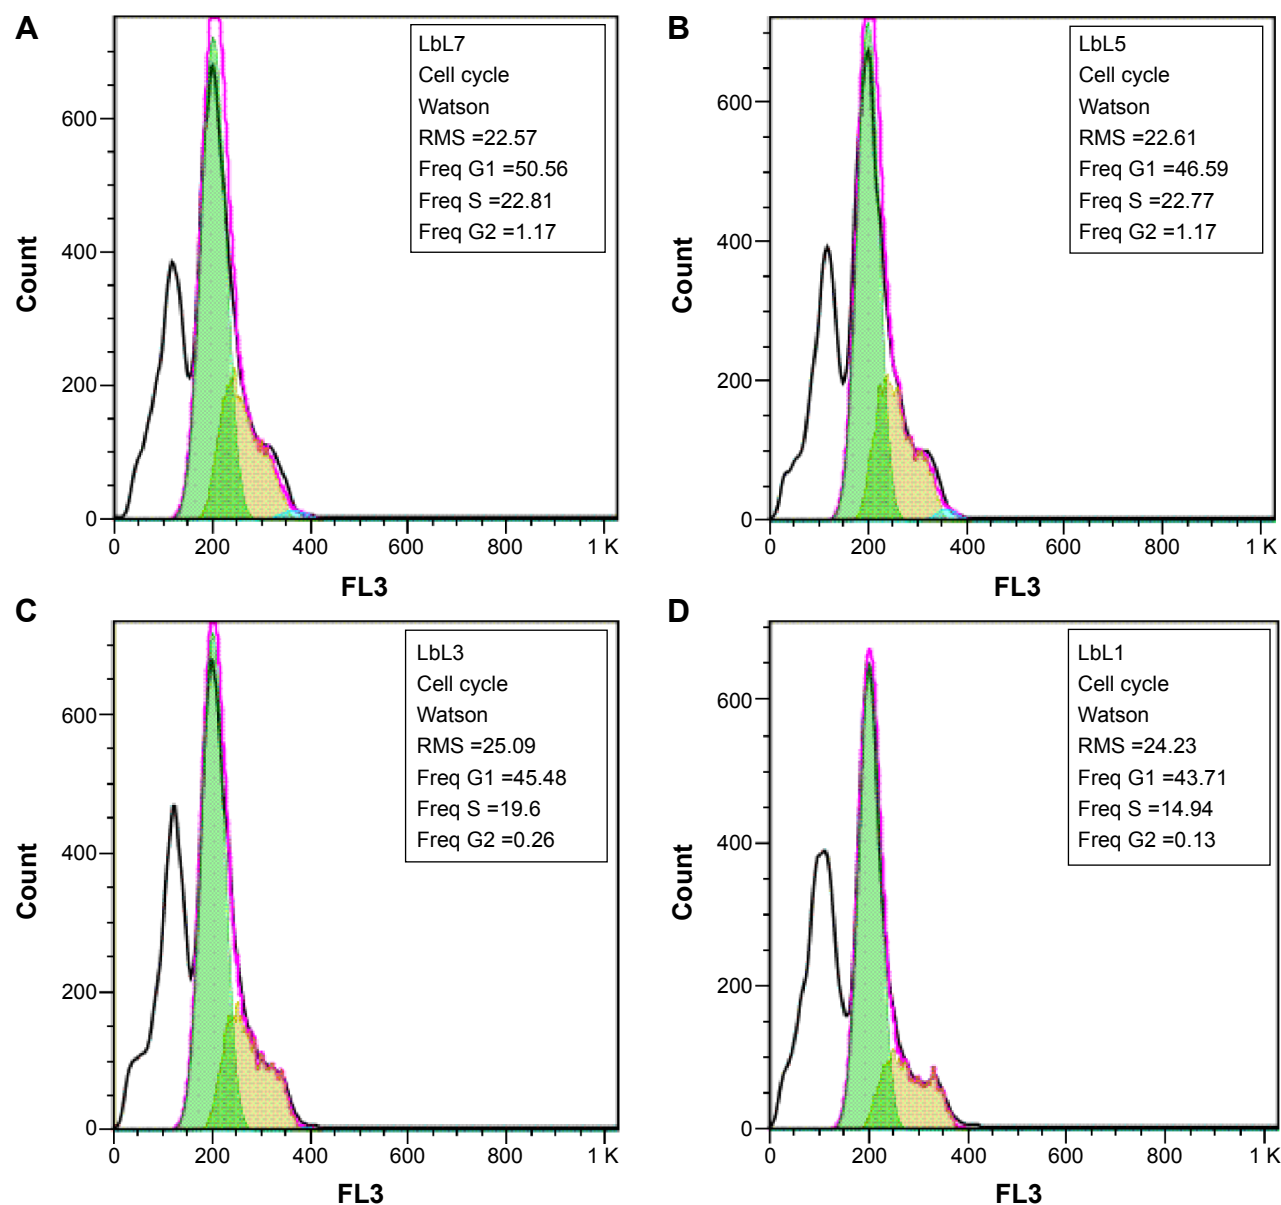 A
LbL7
Cell cycle
Watson
RMS =22.57
Freq G1 =50.56
Freq S =22.81
Freq G2 =1.17
600
400
200
0
Count
0 200 400 600 800 1 K
FL3
B
LbL5
Cell cycle
Watson
RMS =22.61
Freq G1 =46.59
Freq S =22.77
Freq G2 =1.17
600
400
200
0
Count
0 200 400 600 800 1 K
FL3
C
LbL3
Cell cycle
Watson
RMS =25.09
Freq G1 =45.48
Freq S =19.6
Freq G2 =0.26
600
400
200
0
Count
0 200 400 600 800 1 K
FL3
D
LbL1
Cell cycle
Watson
RMS =24.23
Freq G1 =43.71
Freq S =14.94
Freq G2 =0.13
600
400
200
0
Count
0 200 400 600 800 1 K
FL3